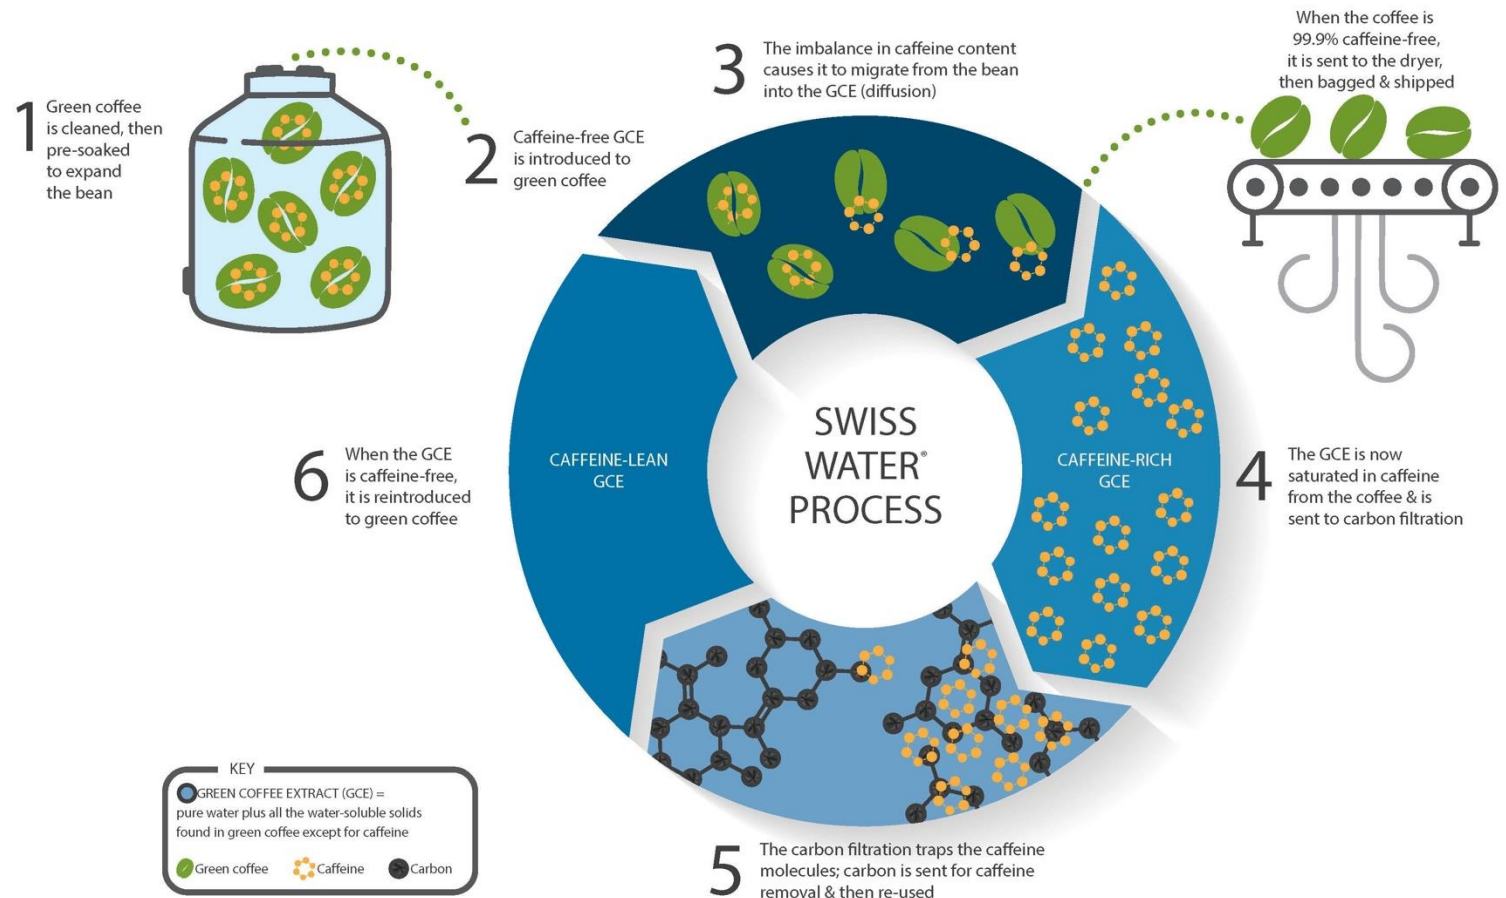 1
Green coffee
is cleaned, then
pre-soaked
to expand
the bean
2
Caffeine-free GCE
is introduced to
green coffee
3
The imbalance in caffeine content
causes it to migrate from the bean
into the GCE (diffusion)
When the coffee is
99.9% caffeine-free,
it is sent to the dryer,
then bagged & shipped
SWISS
WATER®
PROCESS
CAFFEINE-RICH
GCE
4
The GCE is now
saturated in caffeine
from the coffee & is
sent to carbon filtration
5
The carbon filtration traps the caffeine
molecules; carbon is sent for caffeine
removal & then re-used
6
When the GCE
is caffeine-free,
it is reintroduced
to green coffee
CAFFEINE-LEAN
GCE
KEY
GREEN COFFEE EXTRACT (GCE) =
pure water plus all the water-soluble solids
found in green coffee except for caffeine
Green coffee
Caffeine
Carbon